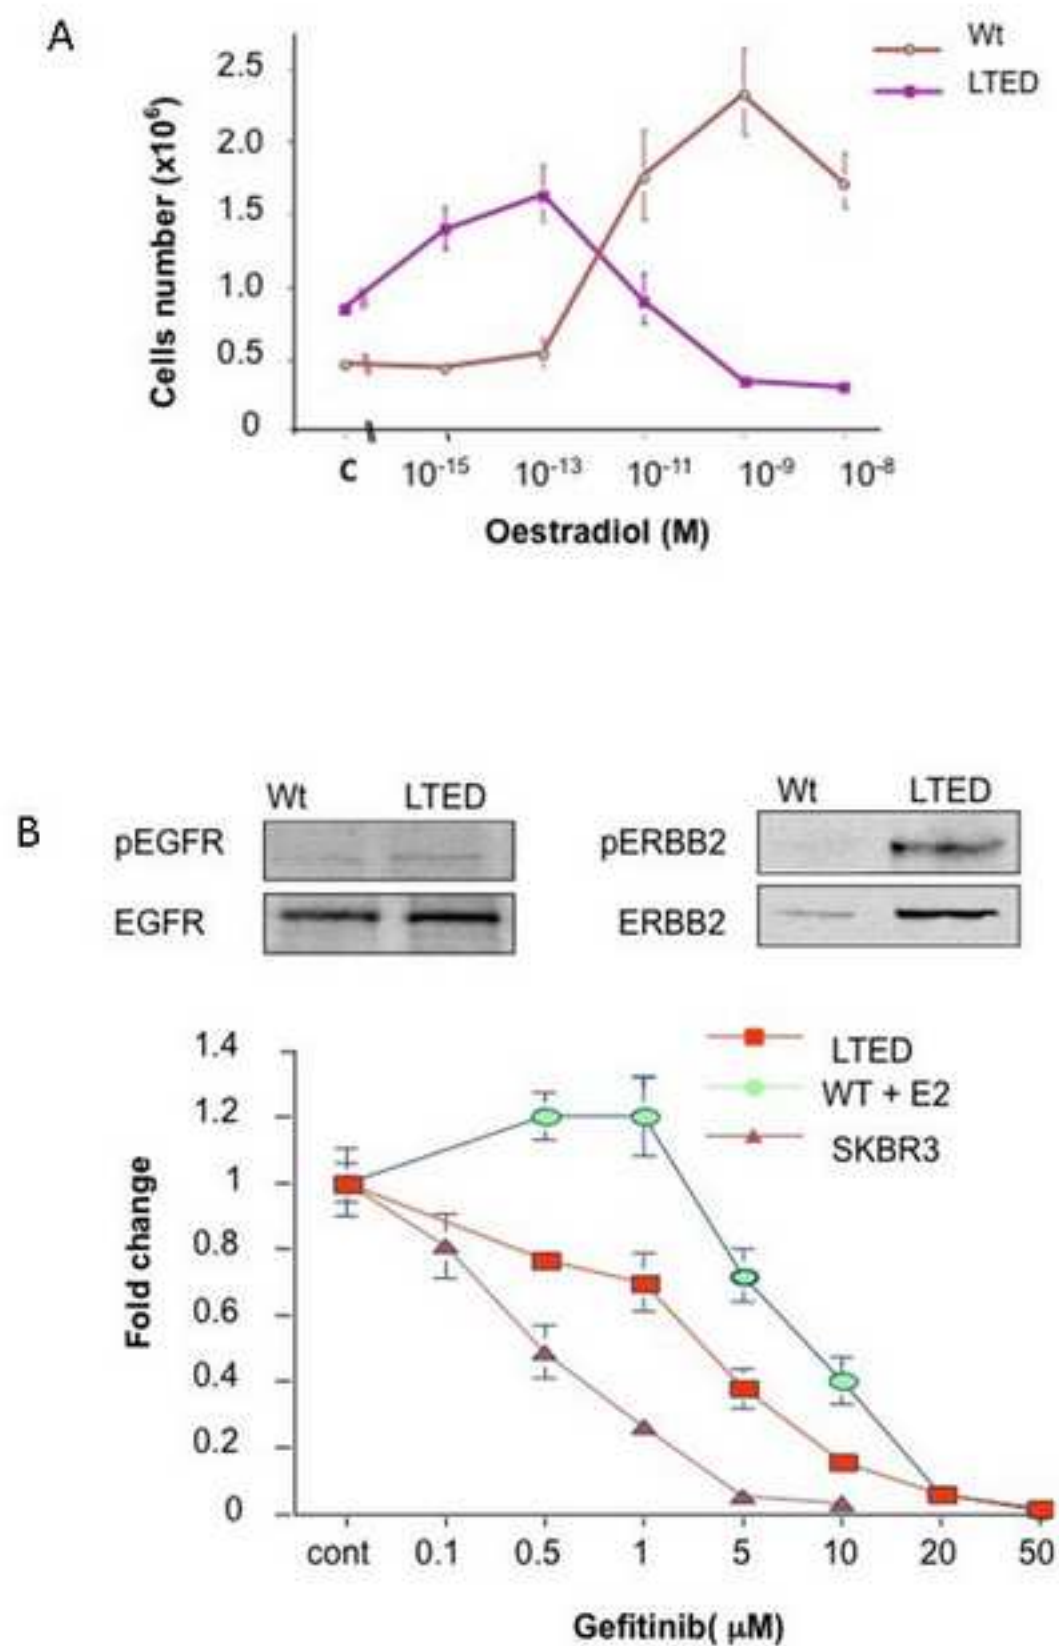 A
Wt
LTED
2.5
2.0
1.5
1.0
0.5
0
Cells number (x10⁶)
C 10⁻¹⁵ 10⁻¹³ 10⁻¹¹ 10⁻⁹ 10⁻⁸
Oestradiol (M)
B
Wt LTED
pEGFR
EGFR
Wt LTED
pERBB2
ERBB2
LTED
WT + E2
SKBR3
1.4
1.2
1
0.8
0.6
0.4
0.2
0
Fold change
cont 0.1 0.5 1 5 10 20 50
Gefitinib( μM)